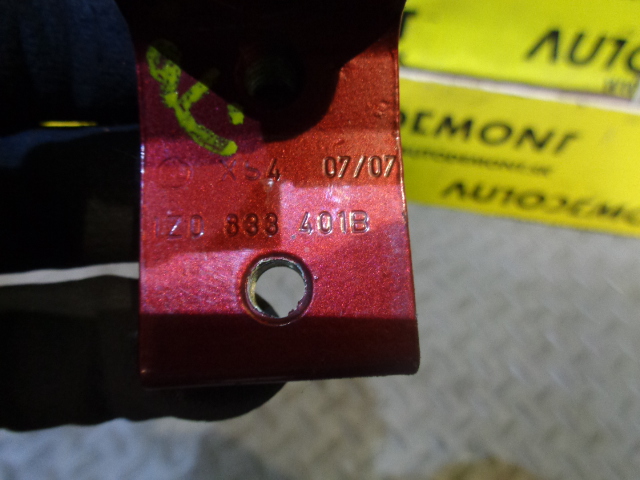 AUTO
DEMONT
AUTODEMONT
07/07
1Z0 833 401B